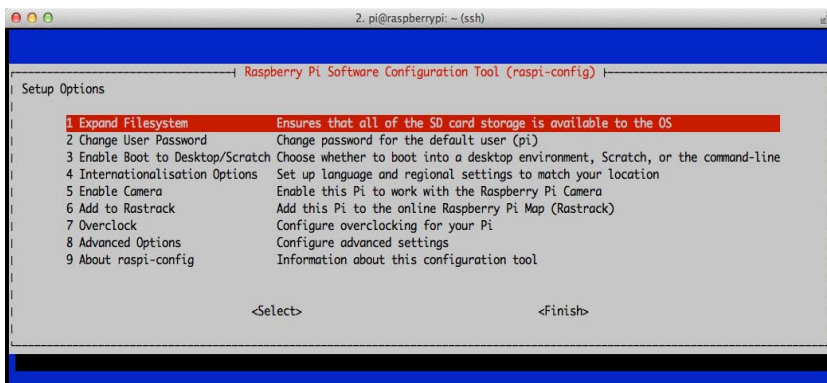 2. pi@raspberrypi: ~ (ssh)
Raspberry Pi Software Configuration Tool (raspi-config)
Setup Options
1 Expand Filesystem Ensures that all of the SD card storage is available to the OS
2 Change User Password Change password for the default user (pi)
3 Enable Boot to Desktop/Scratch Choose whether to boot into a desktop environment, Scratch, or the command-line
4 Internationalisation Options Set up language and regional settings to match your location
5 Enable Camera Enable this Pi to work with the Raspberry Pi Camera
6 Add to Rastrack Add this Pi to the online Raspberry Pi Map (Rastrack)
7 Overclock Configure overclocking for your Pi
8 Advanced Options Configure advanced settings
9 About raspi-config Information about this configuration tool
<Select> <Finish>